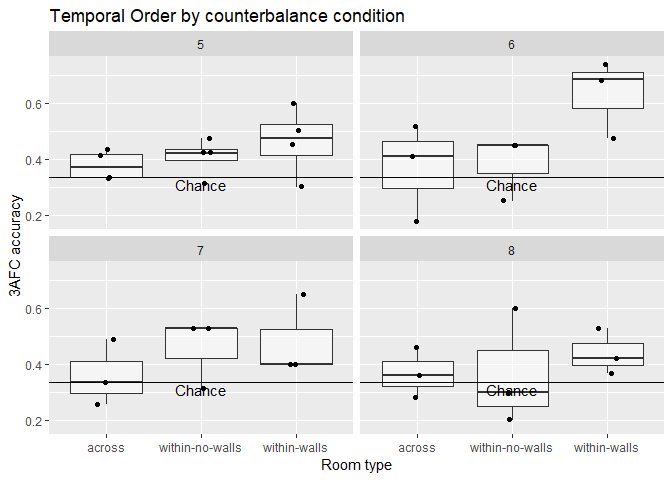 Temporal Order by counterbalance condition
5
6
0.6
0.4
0.2
Chance
Chance
3AFC accuracy
7
8
0.6
0.4
0.2
Chance
Chance
across
within-no-walls
within-walls
across
within-no-walls
within-walls
Room type